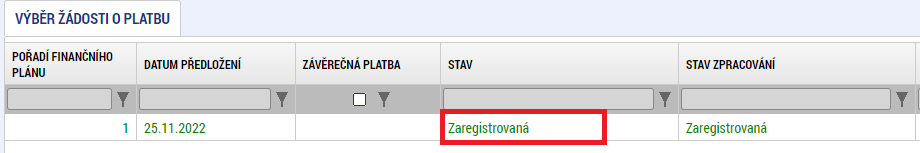 VÝBĚR ŽÁDOSTI O PLATBU
POŘADÍ FINANČNÍHO PLÁNU DATUM PŘEDLOŽENÍ ZÁVĚREČNÁ PLATBA STAV STAV ZPRACOVÁNÍ
1 25.11.2022 Zaregistrovaná Zaregistrovaná